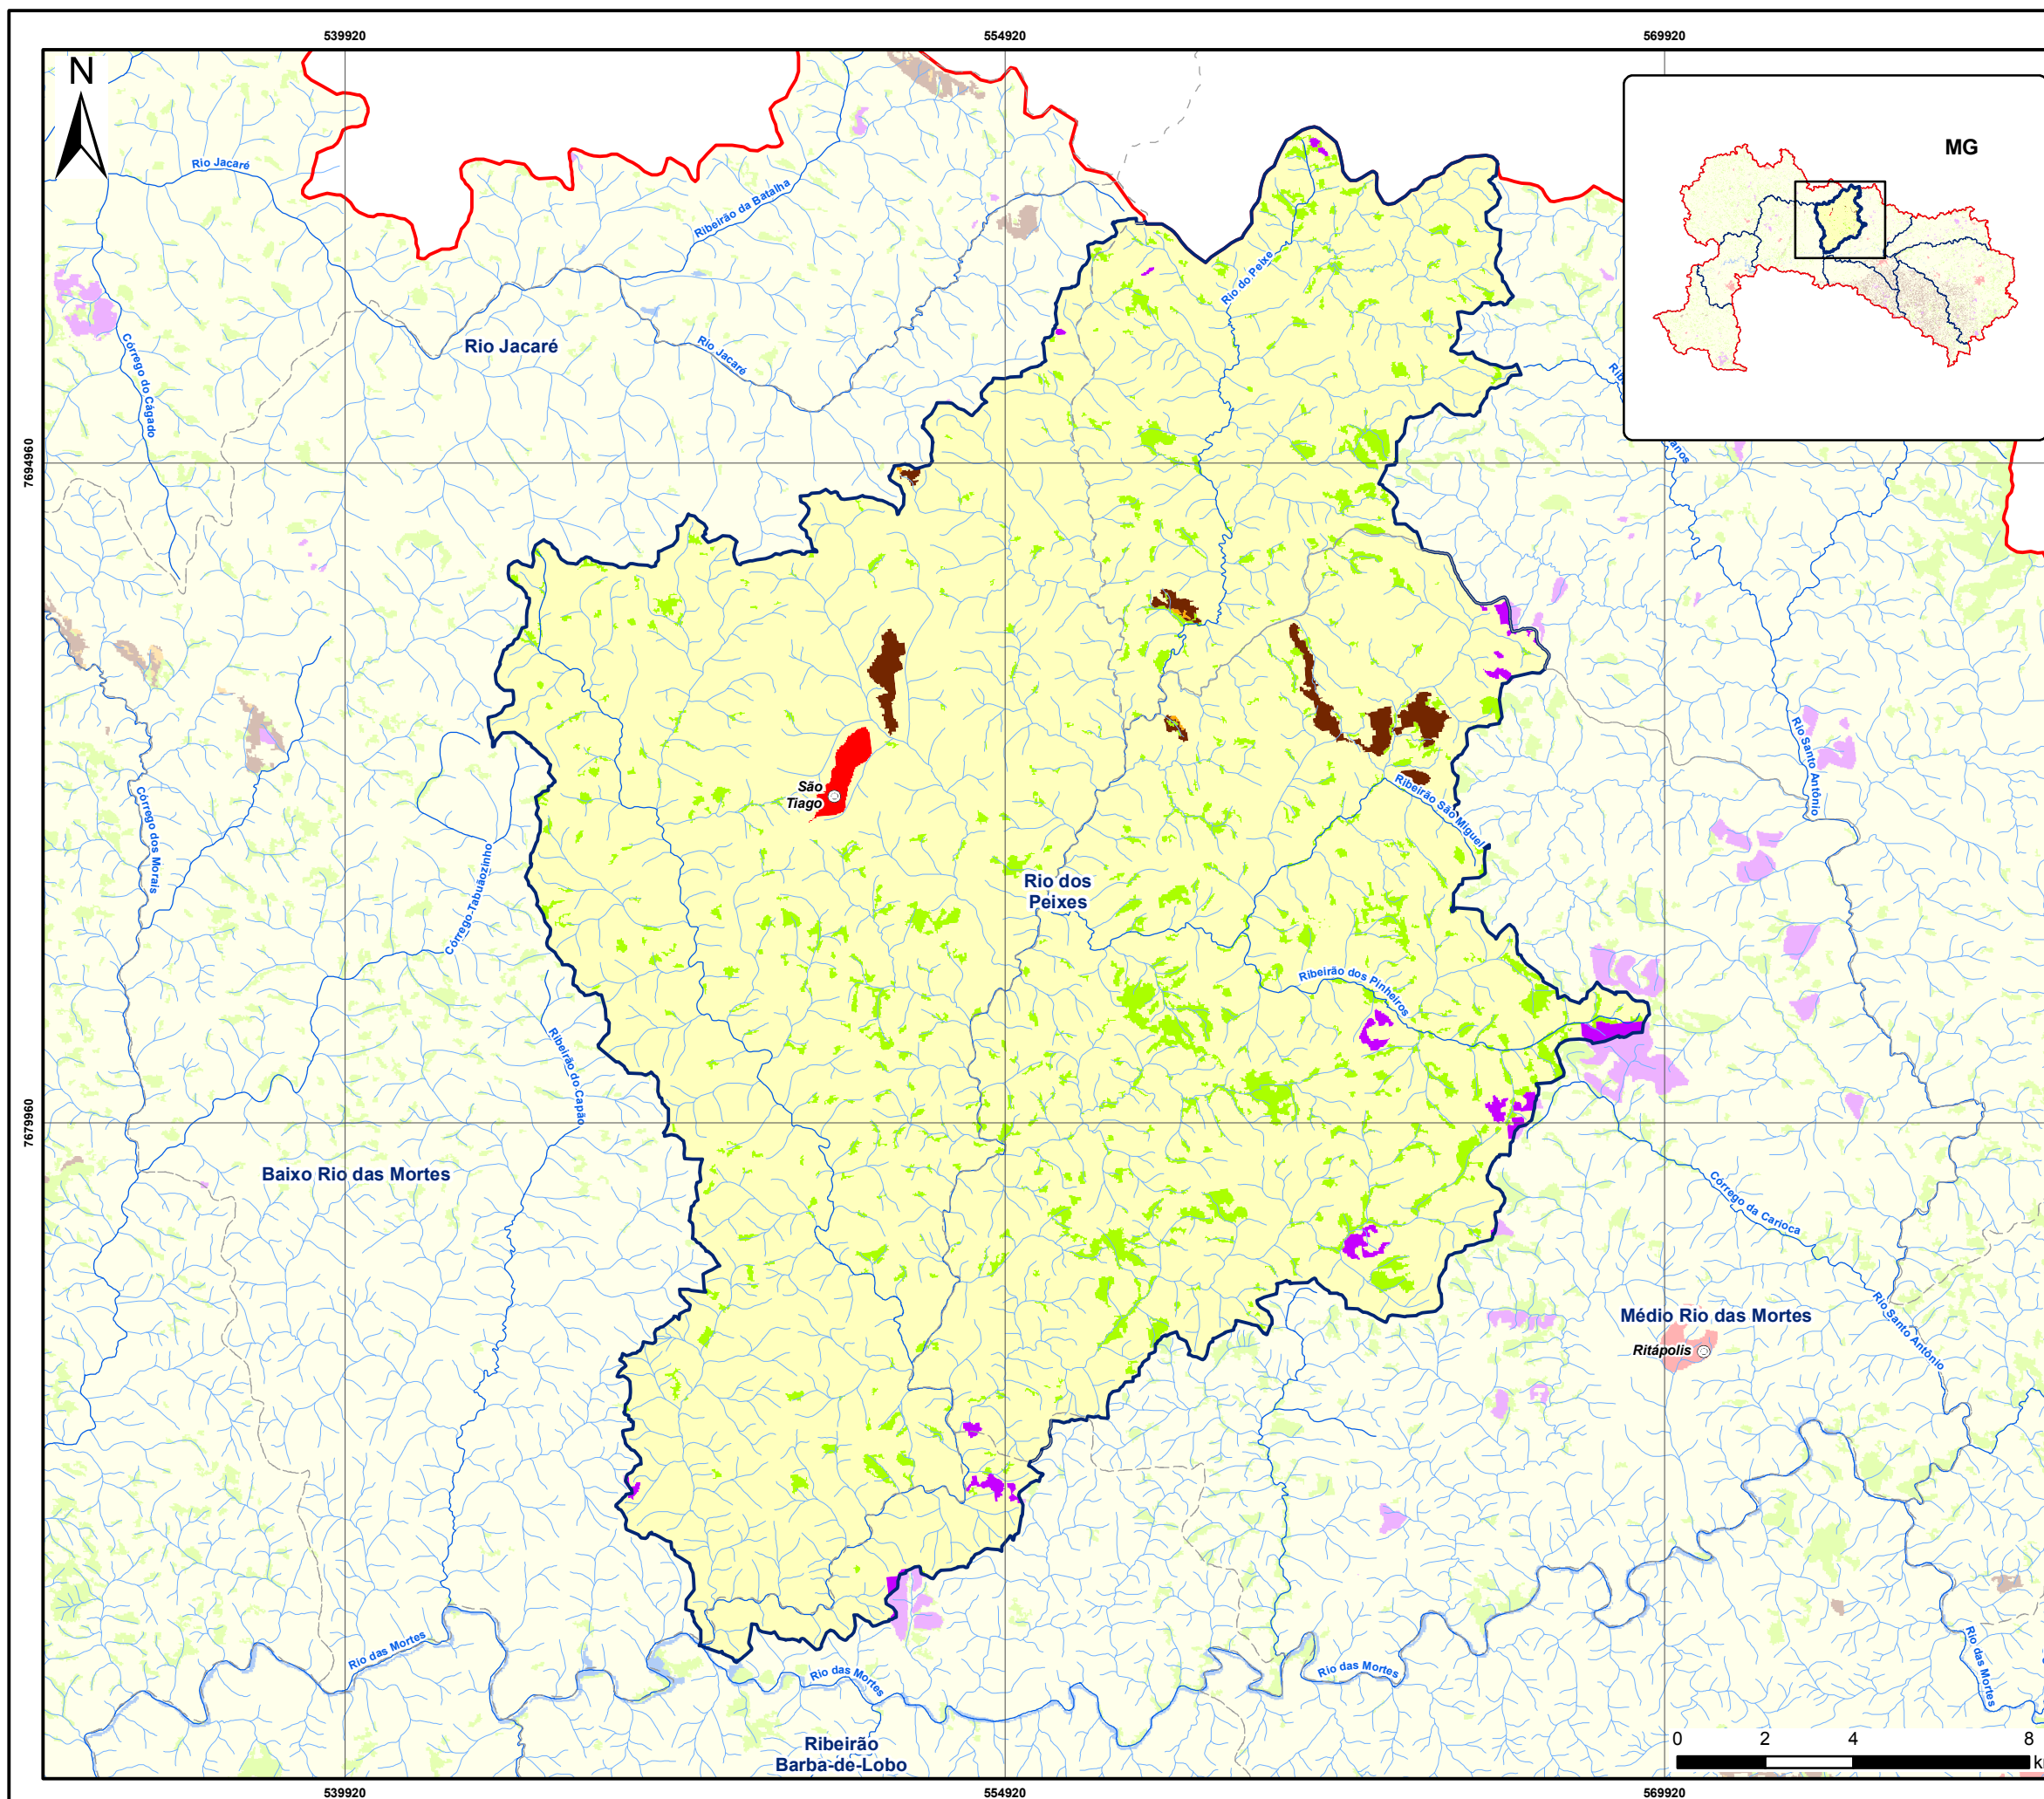 539920
554920
569920
N
MG
Rio Jacaré
Ribeirão da Batalha
Rio do Peixe
Rio Jacaré
Rio Jacaré
Córrego do Cágado
7694960
Rio Santo Antônio
Ribeirão São Miguel
São
Tiago
Córrego dos Morais
Córrego Tabuãozinho
Rio dos
Peixes
Ribeirão dos Pinheiros
Ribeirão do Capão
7679960
Baixo Rio das Mortes
Córrego da Carioca
Médio Rio das Mortes
Ritápolis
Rio Santo Antônio
Rio das Mortes
Rio das Mortes
Rio das Mortes
Rio das Mortes
Ribeirão
Barba-de-Lobo
0 2 4 8
539920
554920
569920